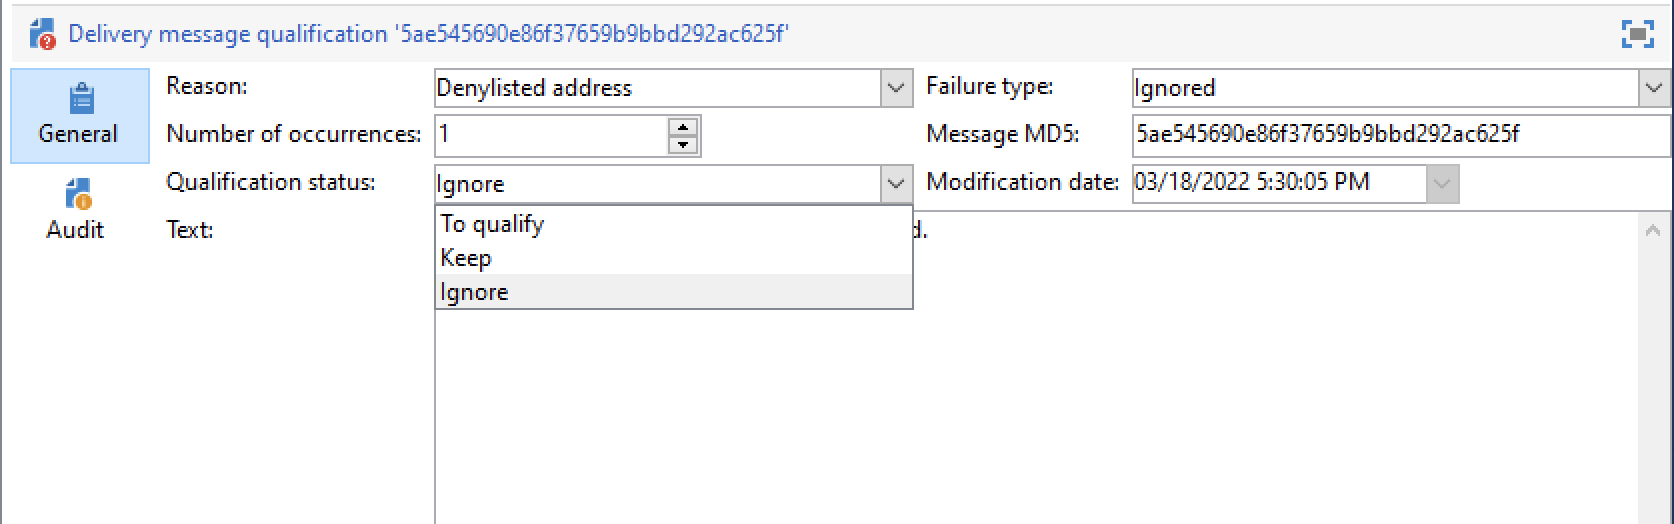 Delivery message qualification '5ae545690e86f37659b9bbd292ac625f'
General
Audit
Reason: Denylisted address Failure type: Ignored
Number of occurrences: 1 Message MD5: 5ae545690e86f37659b9bbd292ac625f
Qualification status: Ignore Modification date: 03/18/2022 5:30:05 PM
Text: d.
To qualify
Keep
Ignore